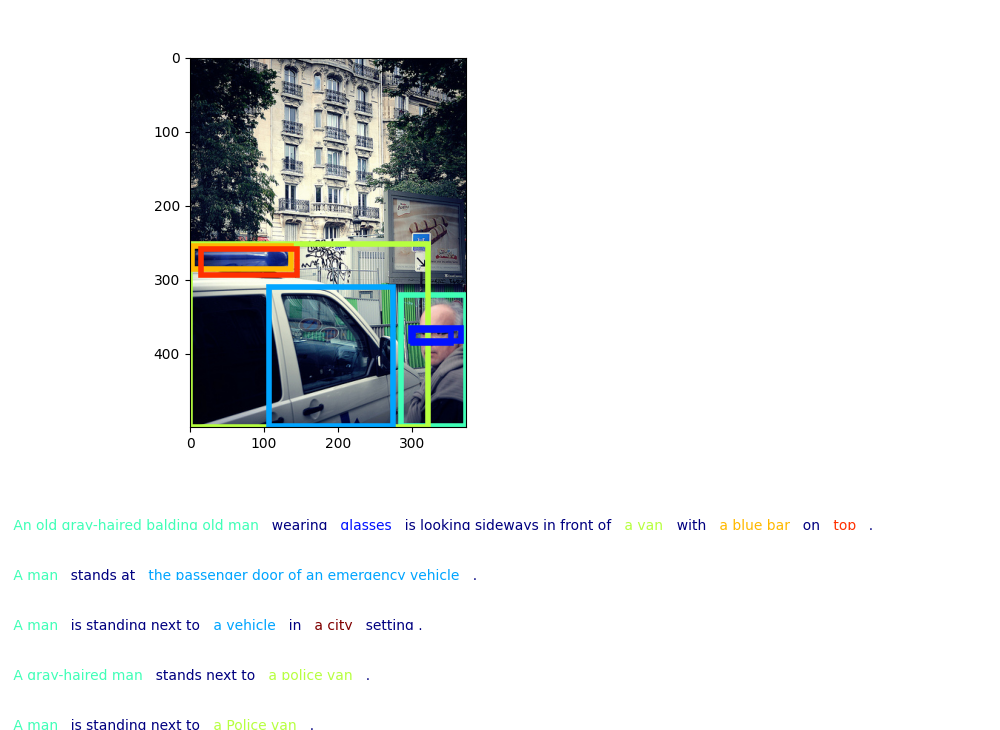 0
100
200
300
400
0 100 200 300
An old gray-haired balding old man wearing glasses is looking sideways in front of a van with a blue bar on top .
A man stands at the passenger door of an emergency vehicle .
A man is standing next to a vehicle in a city setting .
A gray-haired man stands next to a police van .
A man is standing next to a Police van .